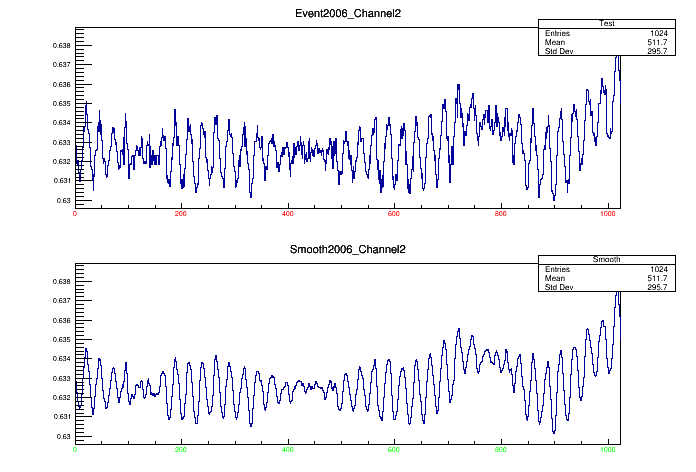 Event2006_Channel2
Test
Entries 1024
Mean 511.7
Std Dev 295.7
0.638
0.637
0.636
0.635
0.634
0.633
0.632
0.631
0.63
0 200 400 600 800 1000
Smooth2006_Channel2
Smooth
Entries 1024
Mean 511.7
Std Dev 295.7
0.638
0.637
0.636
0.635
0.634
0.633
0.632
0.631
0.63
0 200 400 600 800 1000